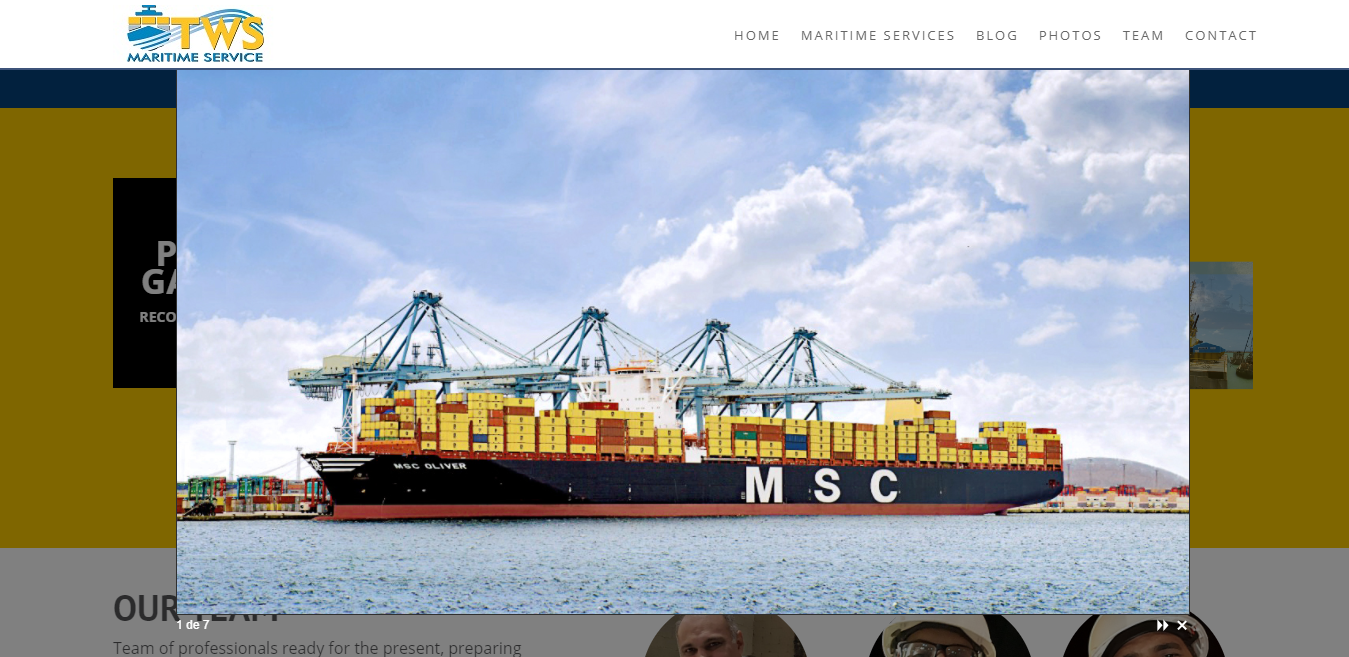 TWS
MARITIME SERVICE
HOME MARITIME SERVICES BLOG PHOTOS TEAM CONTACT
P
GA
RECO
MSC OLIVER
MSC
OUR TEAM
1 de 7
Team of professionals ready for the present, preparing